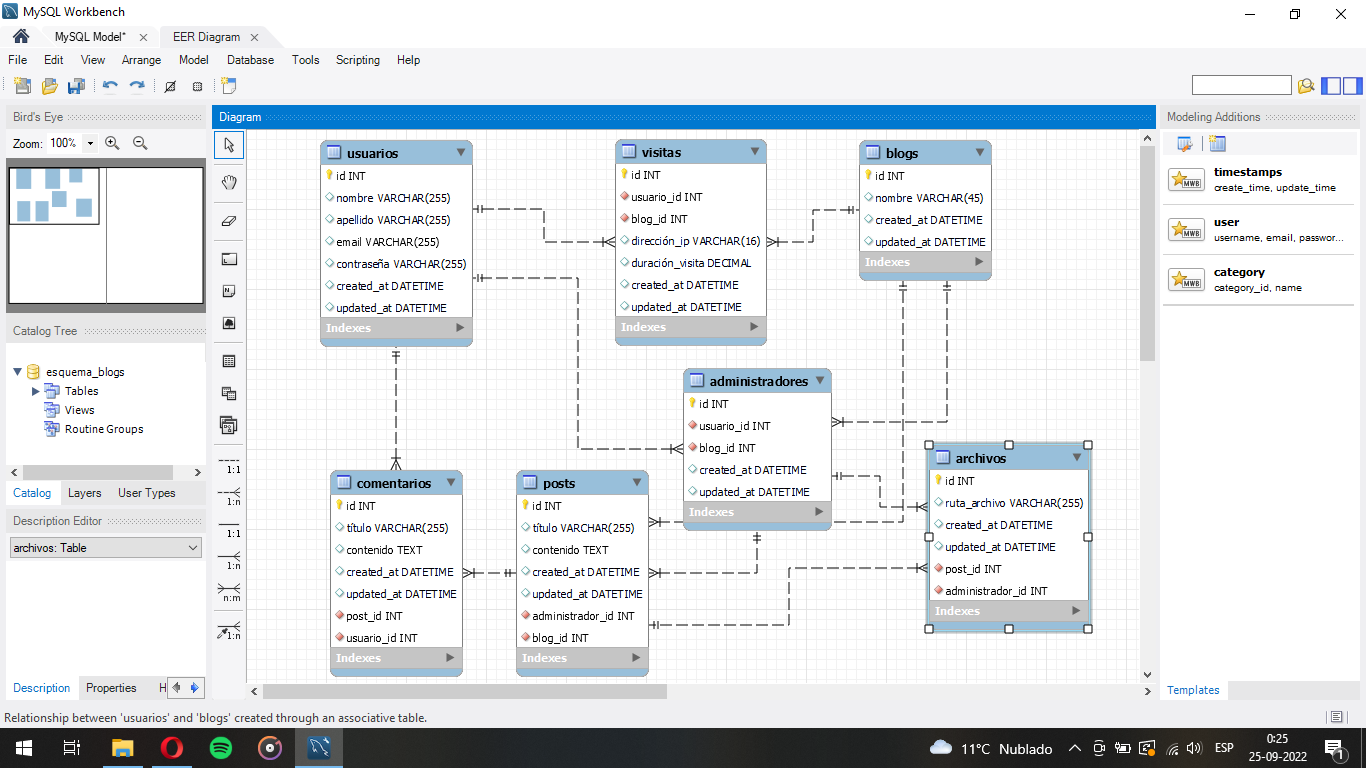 MySQL Workbench
MySQL Model*
EER Diagram
File Edit View Arrange Model Database Tools Scripting Help
Bird's Eye
Zoom: 100%
Catalog Tree
esquema_blogs
Tables
Views
Routine Groups
Catalog Layers User Types
Description Editor
archivos: Table
Description Properties H
1:1
1:n
1:1
1:n
n:m
1:n
Diagram
usuarios
id INT
nombre VARCHAR(255)
apellido VARCHAR(255)
email VARCHAR(255)
contraseña VARCHAR(255)
created_at DATETIME
updated_at DATETIME
Indexes
visitas
id INT
usuario_id INT
blog_id INT
dirección_ip VARCHAR(16)
duración_visita DECIMAL
created_at DATETIME
updated_at DATETIME
Indexes
blogs
id INT
nombre VARCHAR(45)
created_at DATETIME
updated_at DATETIME
Indexes
administradores
id INT
usuario_id INT
blog_id INT
created_at DATETIME
updated_at DATETIME
Indexes
comentarios
id INT
título VARCHAR(255)
contenido TEXT
created_at DATETIME
updated_at DATETIME
post_id INT
usuario_id INT
Indexes
posts
id INT
título VARCHAR(255)
contenido TEXT
created_at DATETIME
updated_at DATETIME
administrador_id INT
blog_id INT
Indexes
archivos
id INT
ruta_archivo VARCHAR(255)
created_at DATETIME
updated_at DATETIME
post_id INT
administrador_id INT
Indexes
Modeling Additions
MWB
timestamps
create_time, update_time
MWB
user
username, email, passwor...
MWB
category
category_id, name
Templates
Relationship between 'usuarios' and 'blogs' created through an associative table.
11°C Nublado
ESP
0:25
25-09-2022
1